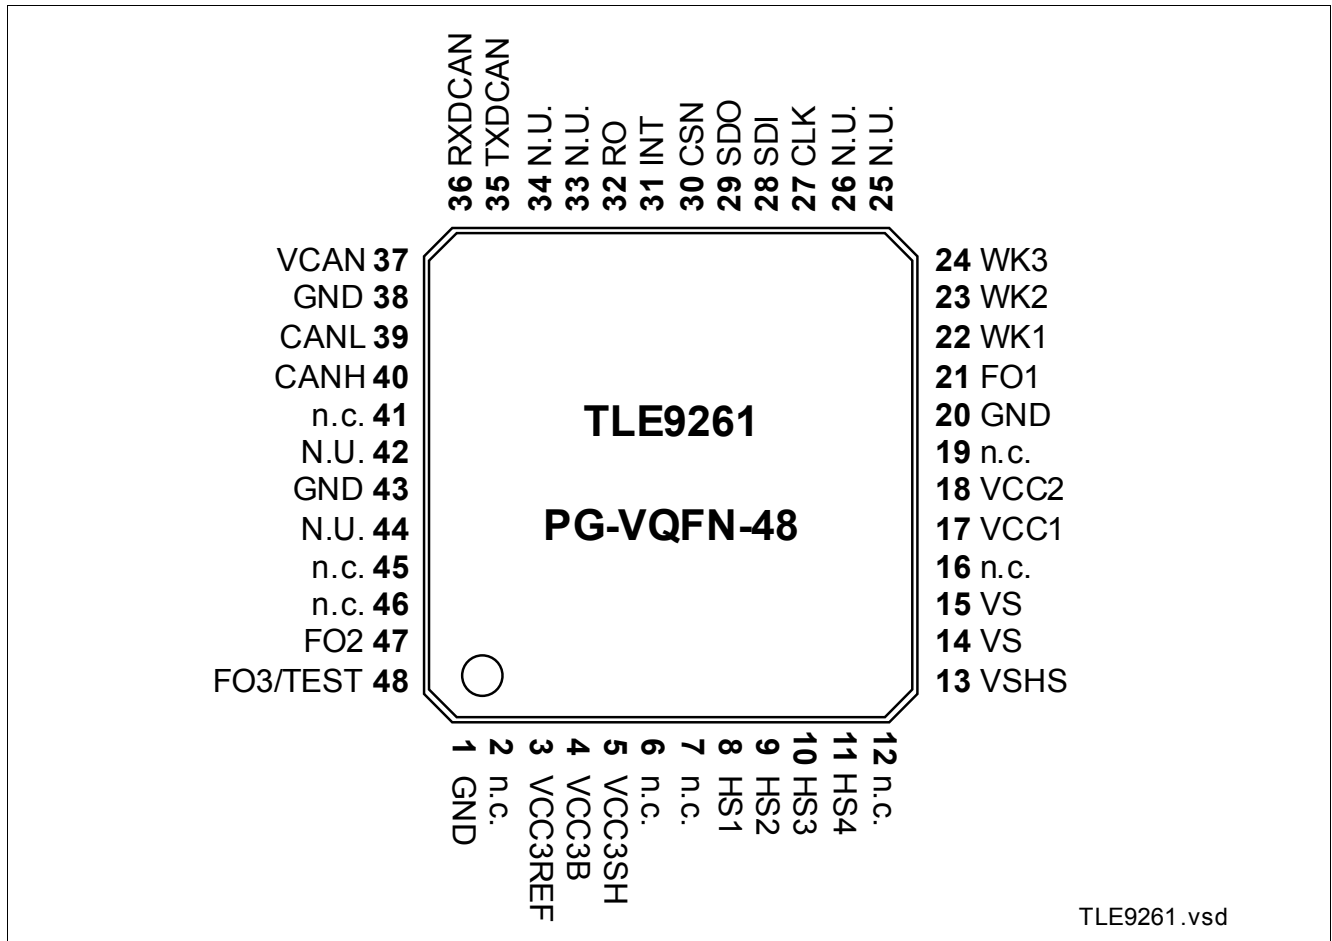 36 RXDCAN
35 TXDCAN
34 N.U.
33 N.U.
32 RO
31 INT
30 CSN
29 SDO
28 SDI
27 CLK
26 N.U.
25 N.U.
VCAN 37
GND 38
CANL 39
CANH 40
n.c. 41
N.U. 42
GND 43
N.U. 44
n.c. 45
n.c. 46
FO2 47
FO3/TEST 48
TLE9261
PG-VQFN-48
24 WK3
23 WK2
22 WK1
21 FO1
20 GND
19 n.c.
18 VCC2
17 VCC1
16 n.c.
15 VS
14 VS
13 VSHS
1 GND
2 n.c.
3 VCC3REF
4 VCC3B
5 VCC3SH
6 n.c.
7 n.c.
8 HS1
9 HS2
10 HS3
11 HS4
12 n.c.
TLE9261.vsd